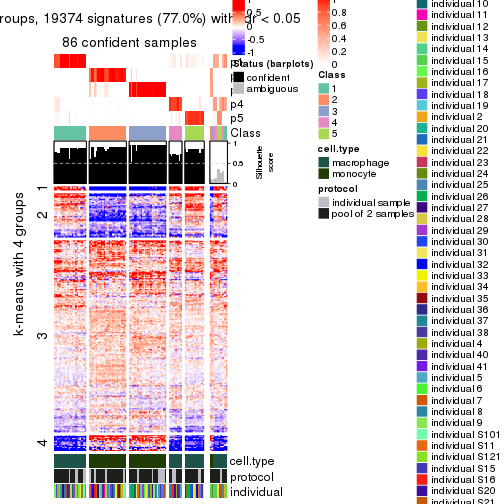 roups, 19374 signatures (77.0%) with
or < 0.05
86 confident samples
p4
p5
Class
1
0.5
0
Silhouette
score
k-means with 4 groups
1
2
3
4
cell.type
protocol
individual
0.5
0
-0.5
-1
Status (barplots)
confident
ambiguous
0.8
0.6
0.4
0.2
0
Class
1
2
3
4
5
cell.type
macrophage
monocyte
protocol
individual sample
pool of 2 samples
individual 10
individual 11
individual 12
individual 13
individual 14
individual 15
individual 16
individual 17
individual 18
individual 19
individual 2
individual 20
individual 21
individual 22
individual 23
individual 24
individual 25
individual 26
individual 27
individual 28
individual 29
individual 30
individual 31
individual 32
individual 33
individual 34
individual 35
individual 36
individual 37
individual 38
individual 4
individual 40
individual 41
individual 5
individual 6
individual 7
individual 8
individual 9
individual S101
individual S11
individual S121
individual S15
individual S16
individual S20
individual S21